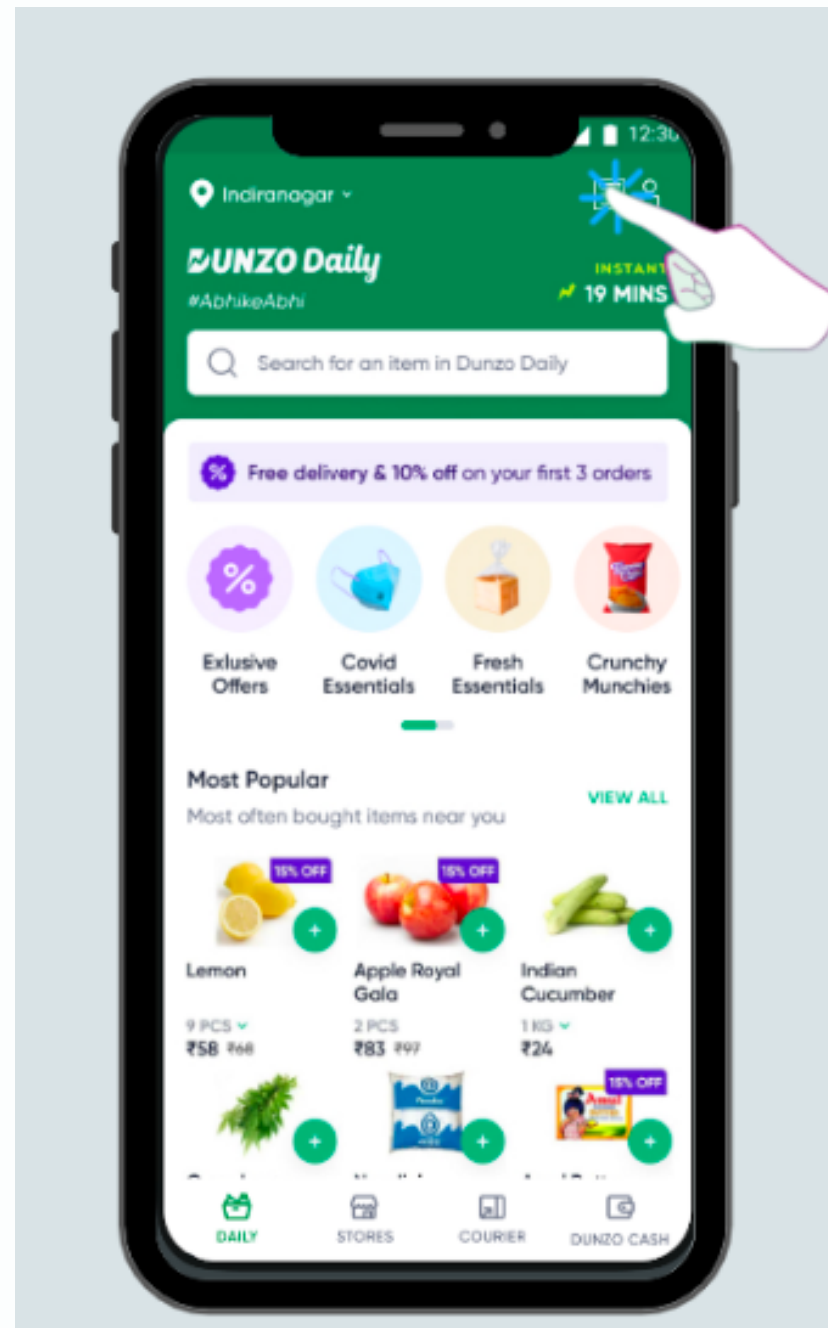 12:30
Indiranagar
DUNZO Daily
#AbhikeAbhi
INSTANT
19 MINS
Search for an item in Dunzo Daily
Free delivery & 10% off on your first 3 orders
Exlusive Offers
Covid Essentials
Fresh Essentials
Crunchy Munchies
Most Popular
VIEW ALL
Most often bought items near you
15% OFF
15% OFF
Lemon
Apple Royal Gala
Indian Cucumber
9 PCS
2 PCS
1 KG
₹58 ₹68
₹83 ₹97
₹24
15% OFF
Amul
DAILY
STORES
COURIER
DUNZO CASH